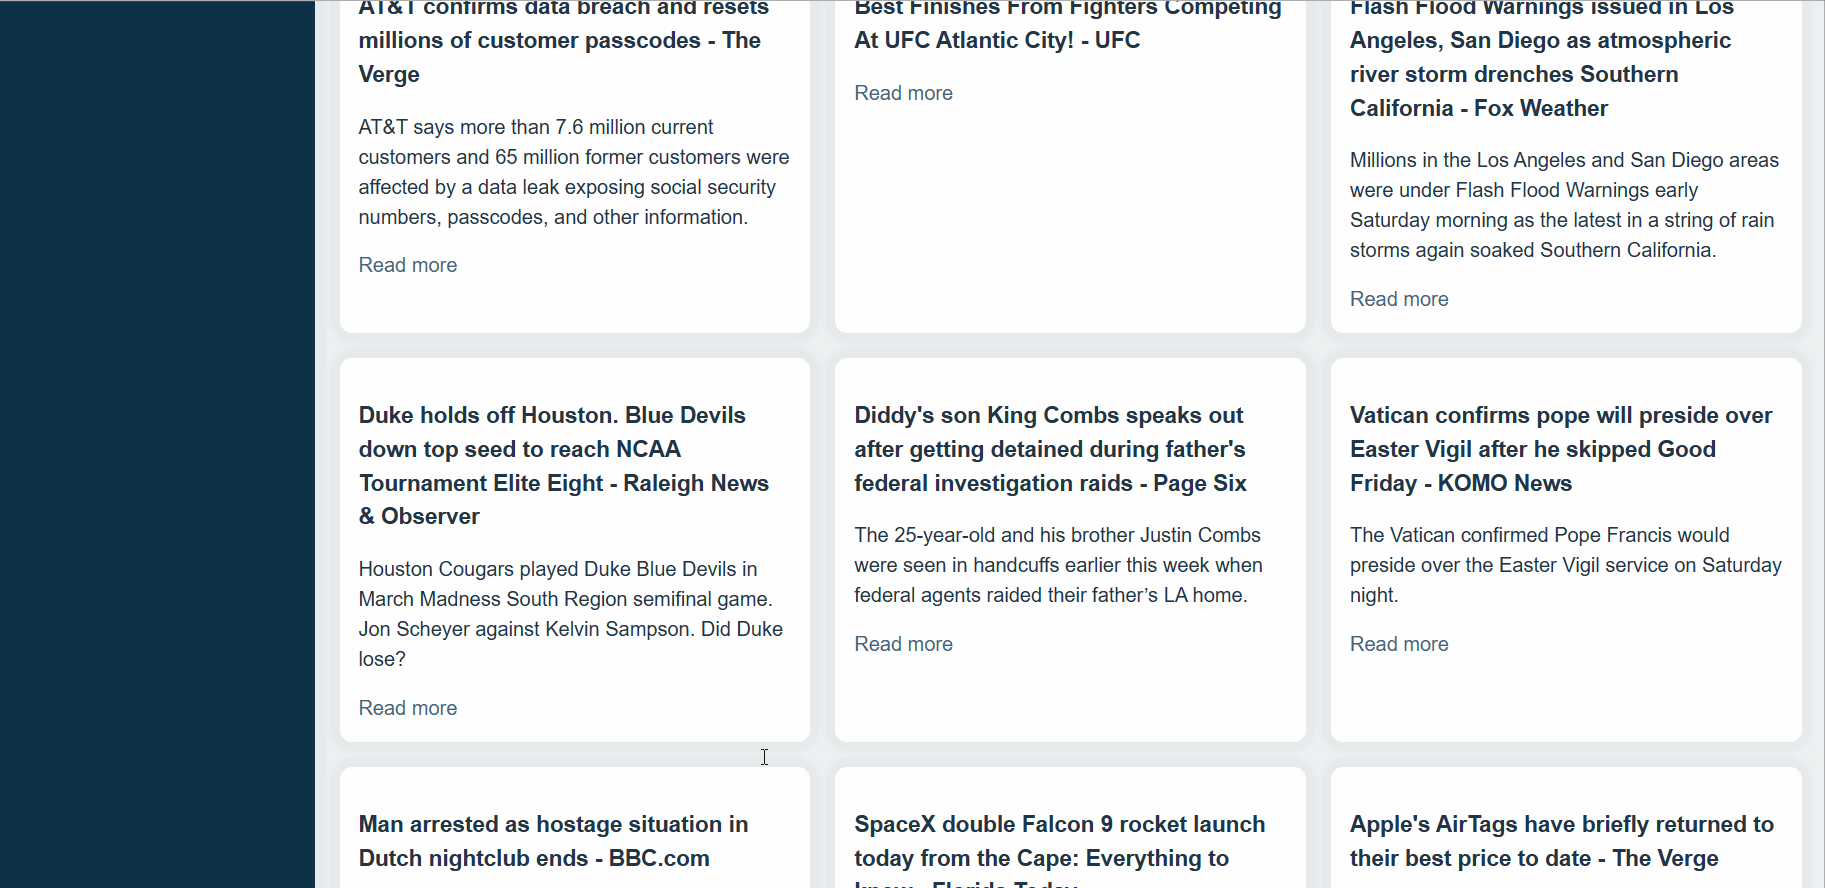 AT&T confirms data breach and resets
millions of customer passcodes - The
Verge
AT&T says more than 7.6 million current
customers and 65 million former customers were
affected by a data leak exposing social security
numbers, passcodes, and other information.
Read more
Best Finishes From Fighters Competing
At UFC Atlantic City! - UFC
Read more
Flash Flood Warnings issued in Los
Angeles, San Diego as atmospheric
river storm drenches Southern
California - Fox Weather
Millions in the Los Angeles and San Diego areas
were under Flash Flood Warnings early
Saturday morning as the latest in a string of rain
storms again soaked Southern California.
Read more
Duke holds off Houston. Blue Devils
down top seed to reach NCAA
Tournament Elite Eight - Raleigh News
& Observer
Houston Cougars played Duke Blue Devils in
March Madness South Region semifinal game.
Jon Scheyer against Kelvin Sampson. Did Duke
lose?
Read more
Diddy's son King Combs speaks out
after getting detained during father's
federal investigation raids - Page Six
The 25-year-old and his brother Justin Combs
were seen in handcuffs earlier this week when
federal agents raided their father’s LA home.
Read more
Vatican confirms pope will preside over
Easter Vigil after he skipped Good
Friday - KOMO News
The Vatican confirmed Pope Francis would
preside over the Easter Vigil service on Saturday
night.
Read more
Man arrested as hostage situation in
Dutch nightclub ends - BBC.com
SpaceX double Falcon 9 rocket launch
today from the Cape: Everything to
know - Florida Today
Apple's AirTags have briefly returned to
their best price to date - The Verge